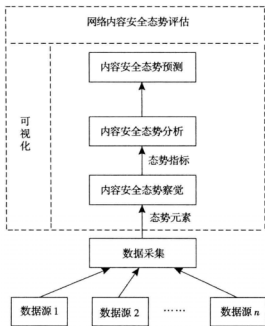 网络内容安全态势评估
可视化
内容安全态势预测
内容安全态势分析
态势指标
内容安全态势察觉
态势元素
数据采集
数据源 1
数据源 2
……
数据源 n